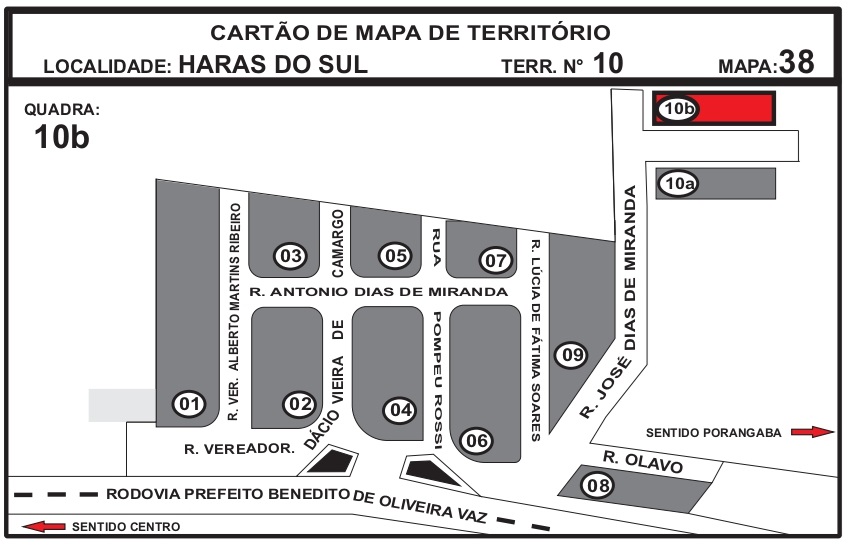 CARTÃO DE MAPA DE TERRITÓRIO
LOCALIDADE: HARAS DO SUL TERR. N° 10 MAPA:38
QUADRA:
10b
10b
10a
R. VER. ALBERTO MARTINS RIBEIRO
03
DÁCIO VIEIRA DE CAMARGO
05
RUA POMPEU ROSSI
07
R. LÚCIA DE FÁTIMA SOARES
R. JOSÉ DIAS DE MIRANDA
R. ANTONIO DIAS DE MIRANDA
09
01
02
04
06
SENTIDO PORANGABA
R. VEREADOR.
R. OLAVO
08
RODOVIA PREFEITO BENEDITO DE OLIVEIRA VAZ
SENTIDO CENTRO